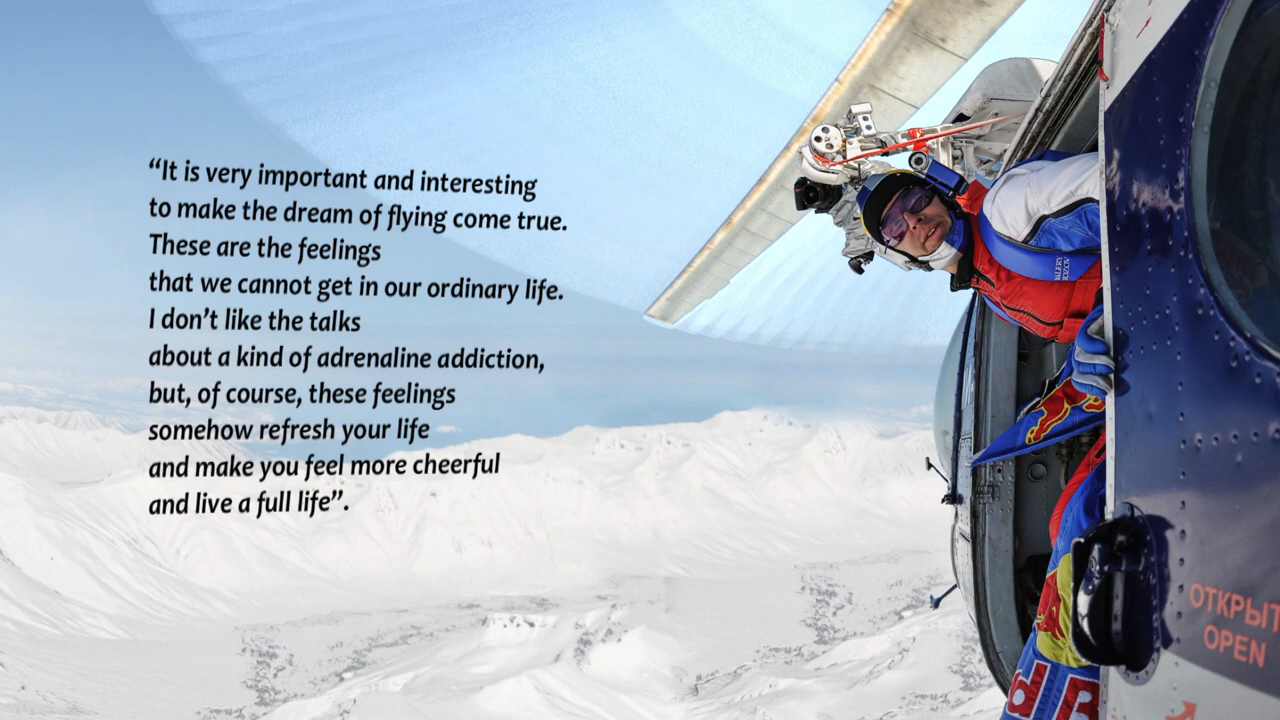 “It is very important and interesting
to make the dream of flying come true.
These are the feelings
that we cannot get in our ordinary life.
I don’t like the talks
about a kind of adrenaline addiction,
but, of course, these feelings
somehow refresh your life
and make you feel more cheerful
and live a full life”.
OPEN